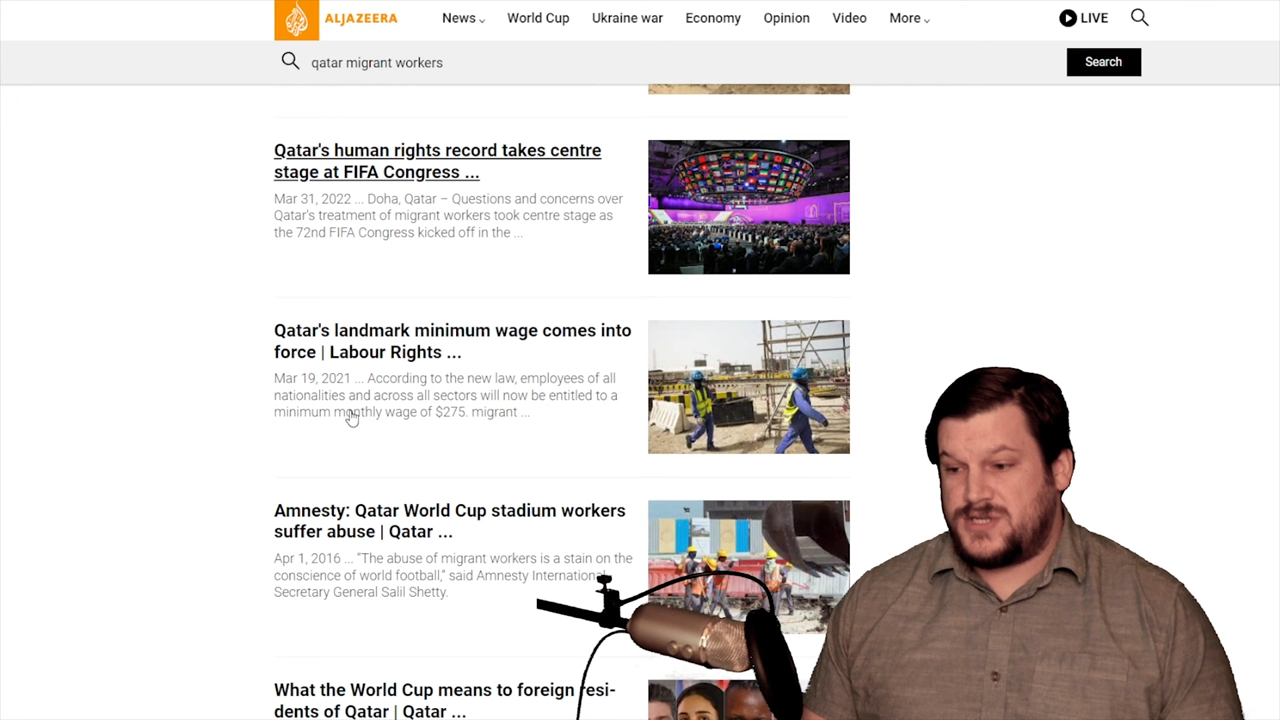 ALJAZEERA
News
World Cup
Ukraine war
Economy
Opinion
Video
More
LIVE
qatar migrant workers
Search
Qatar's human rights record takes centre
stage at FIFA Congress ...
Mar 31, 2022 ... Doha, Qatar – Questions and concerns over
Qatar's treatment of migrant workers took centre stage as
the 72nd FIFA Congress kicked off in the ...
Qatar's landmark minimum wage comes into
force | Labour Rights ...
Mar 19, 2021 ... According to the new law, employees of all
nationalities and across all sectors will now be entitled to a
minimum monthly wage of $275. migrant ...
Amnesty: Qatar World Cup stadium workers
suffer abuse | Qatar ...
Apr 1, 2016 ... “The abuse of migrant workers is a stain on the
conscience of world football,” said Amnesty International
Secretary General Salil Shetty.
What the World Cup means to foreign resi-
dents of Qatar | Qatar ...